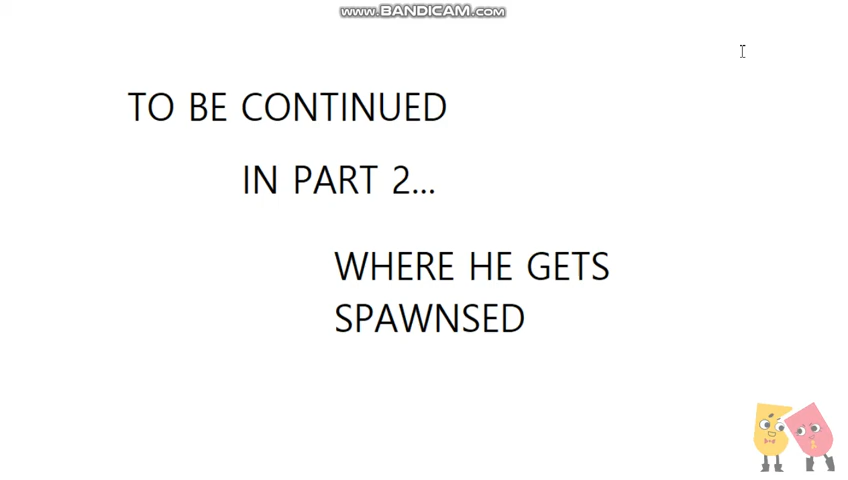 www.BANDICAM.com
TO BE CONTINUED
IN PART 2...
WHERE HE GETS
SPAWNSED